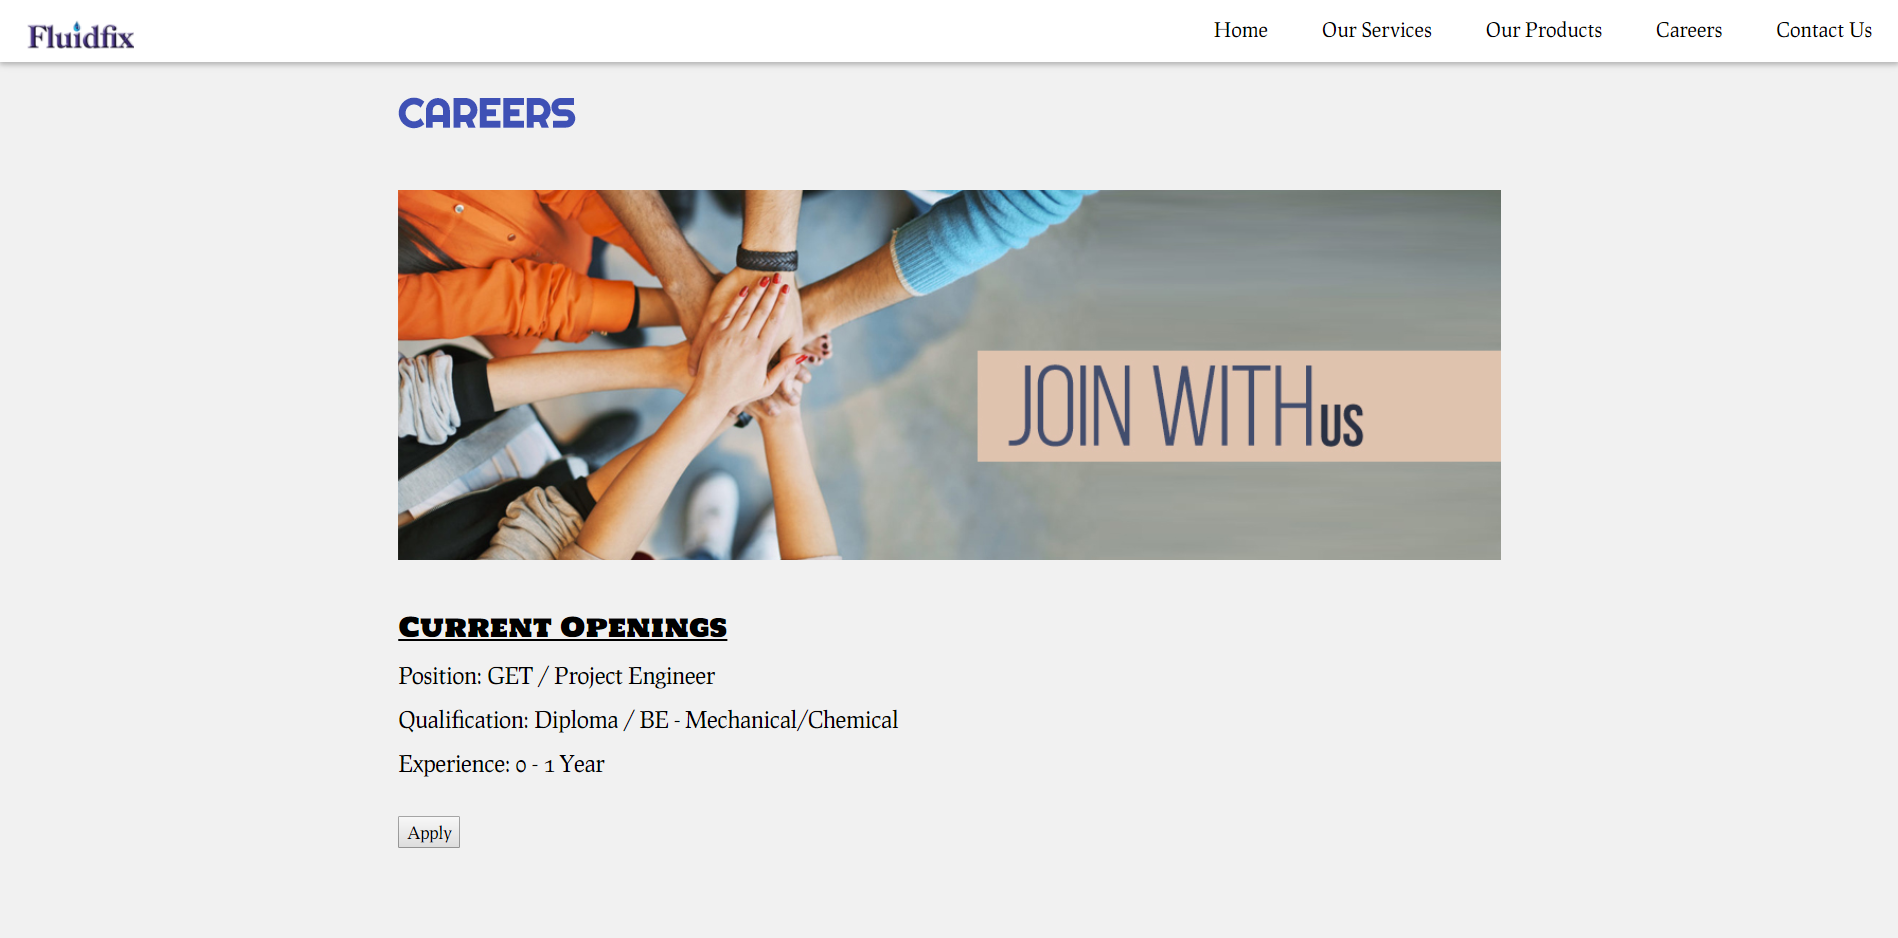 Fluidfix
Home Our Services Our Products Careers Contact Us
CAREERS
JOIN WITH US
Current Openings
Position: GET / Project Engineer
Qualification: Diploma / BE - Mechanical/Chemical
Experience: 0 - 1 Year
Apply